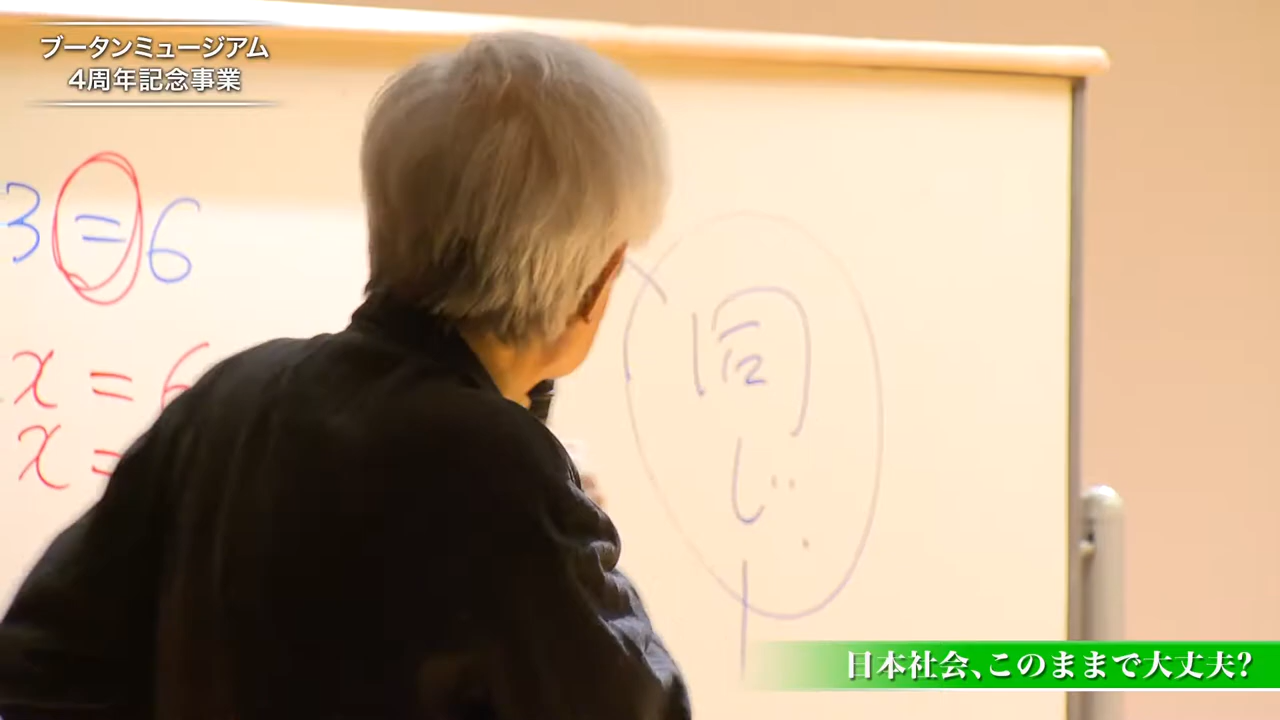 ブータンミュージアム
4周年記念事業
3=6
x=6
x=
同じ
日本社会、このままで大丈夫?